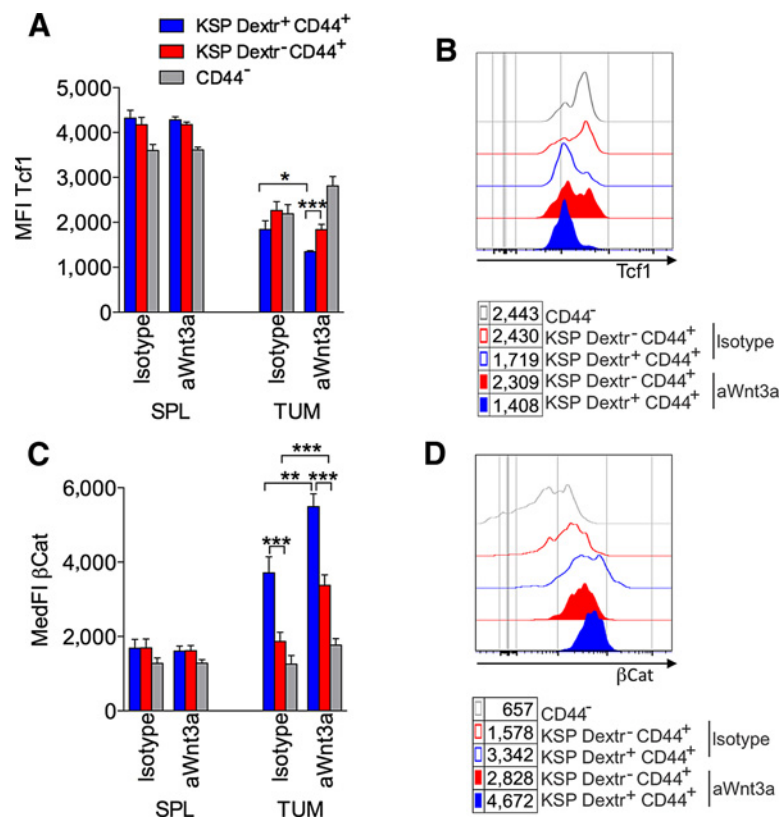 A
KSP Dextr⁺ CD44⁺
KSP Dextr⁻ CD44⁺
CD44⁻
MFI Tcf1
5,000
4,000
3,000
2,000
1,000
0
*
***
Isotype
aWnt3a
Isotype
aWnt3a
SPL
TUM
B
Tcf1
2,443 CD44⁻
2,430 KSP Dextr⁻ CD44⁺
1,719 KSP Dextr⁺ CD44⁺
Isotype
2,309 KSP Dextr⁻ CD44⁺
1,408 KSP Dextr⁺ CD44⁺
aWnt3a
C
MedFI βCat
6,000
4,000
2,000
0
***
** ***
***
Isotype
aWnt3a
Isotype
aWnt3a
SPL
TUM
D
βCat
657 CD44⁻
1,578 KSP Dextr⁻ CD44⁺
3,342 KSP Dextr⁺ CD44⁺
Isotype
2,828 KSP Dextr⁻ CD44⁺
4,672 KSP Dextr⁺ CD44⁺
aWnt3a